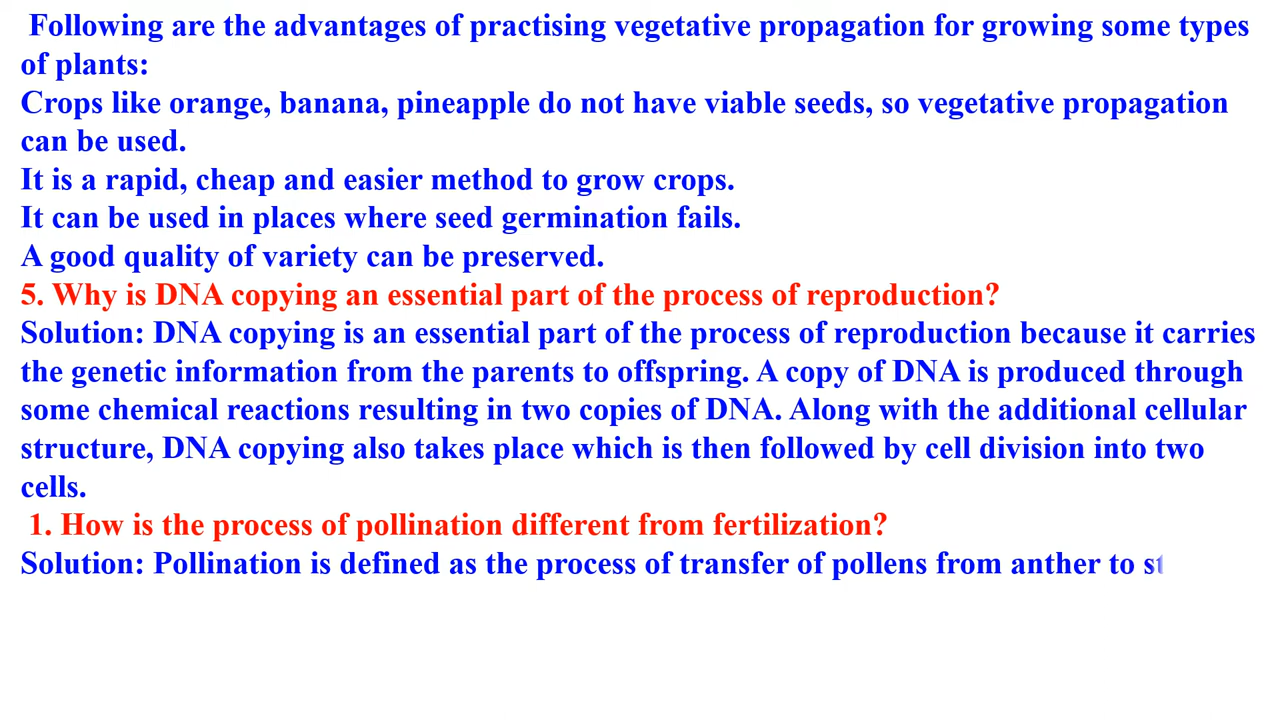 Following are the advantages of practising vegetative propagation for growing some types
of plants:
Crops like orange, banana, pineapple do not have viable seeds, so vegetative propagation
can be used.
It is a rapid, cheap and easier method to grow crops.
It can be used in places where seed germination fails.
A good quality of variety can be preserved.
5. Why is DNA copying an essential part of the process of reproduction?
Solution: DNA copying is an essential part of the process of reproduction because it carries
the genetic information from the parents to offspring. A copy of DNA is produced through
some chemical reactions resulting in two copies of DNA. Along with the additional cellular
structure, DNA copying also takes place which is then followed by cell division into two
cells.
1. How is the process of pollination different from fertilization?
Solution: Pollination is defined as the process of transfer of pollens from anther to st